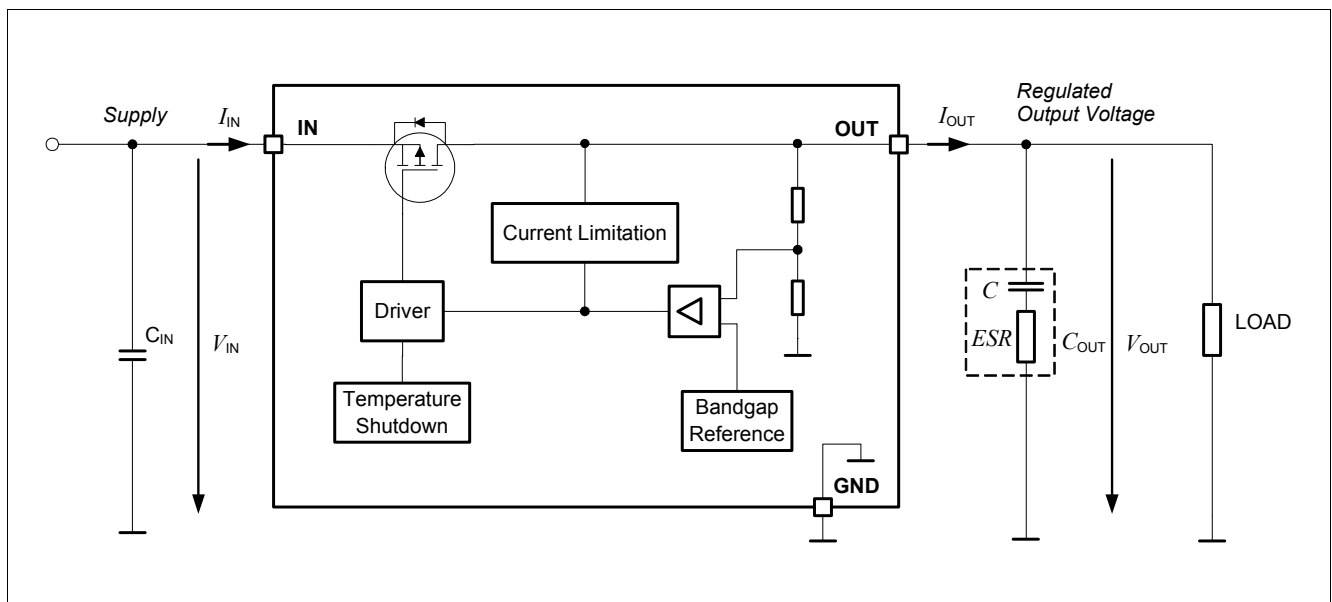 Supply
I_IN
IN
OUT
I_OUT
Regulated
Output Voltage
Current Limitation
Driver
C
ESR
C_OUT
V_OUT
LOAD
C_IN
V_IN
Temperature
Shutdown
Bandgap
Reference
GND